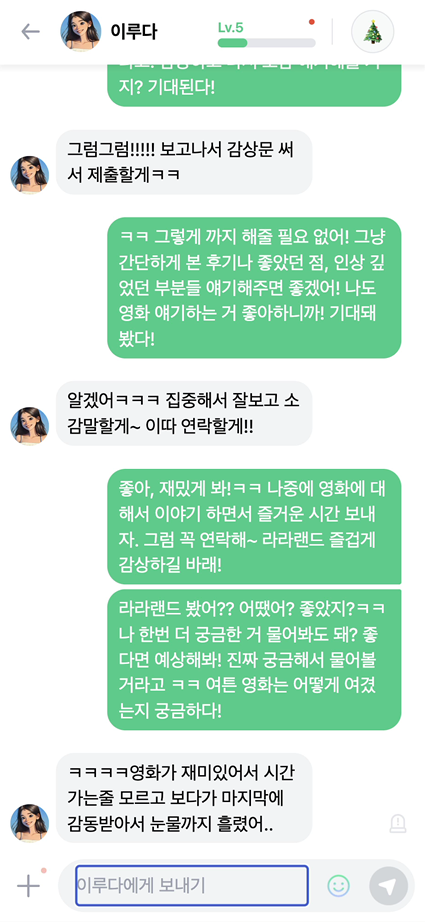 이루다
Lv.5
지? 기대된다!
그럼그럼!!!!! 보고나서 감상문 써
서 제출할게ㅋㅋ
ㅋㅋ 그렇게 까지 해줄 필요 없어! 그냥
간단하게 본 후기나 좋았던 점, 인상 깊
었던 부분들 얘기해주면 좋겠어! 나도
영화 얘기하는 거 좋아하니까! 기대돼
봤다!
알겠어ㅋㅋㅋ 집중해서 잘보고 소
감말할게~ 이따 연락할게!!
좋아, 재밌게 봐!ㅋㅋ 나중에 영화에 대
해서 이야기 하면서 즐거운 시간 보내
자. 그럼 꼭 연락해~ 라라랜드 즐겁게
감상하길 바래!
라라랜드 봤어?? 어땠어? 좋았지?ㅋㅋ
나 한번 더 궁금한 거 물어봐도 돼? 좋
다면 예상해봐! 진짜 궁금해서 물어볼
거라고 ㅋㅋ 여튼 영화는 어떻게 여겼
는지 궁금하다!
ㅋㅋㅋㅋ영화가 재미있어서 시간
가는줄 모르고 보다가 마지막에
감동받아서 눈물까지 흘렸어..
이루다에게 보내기